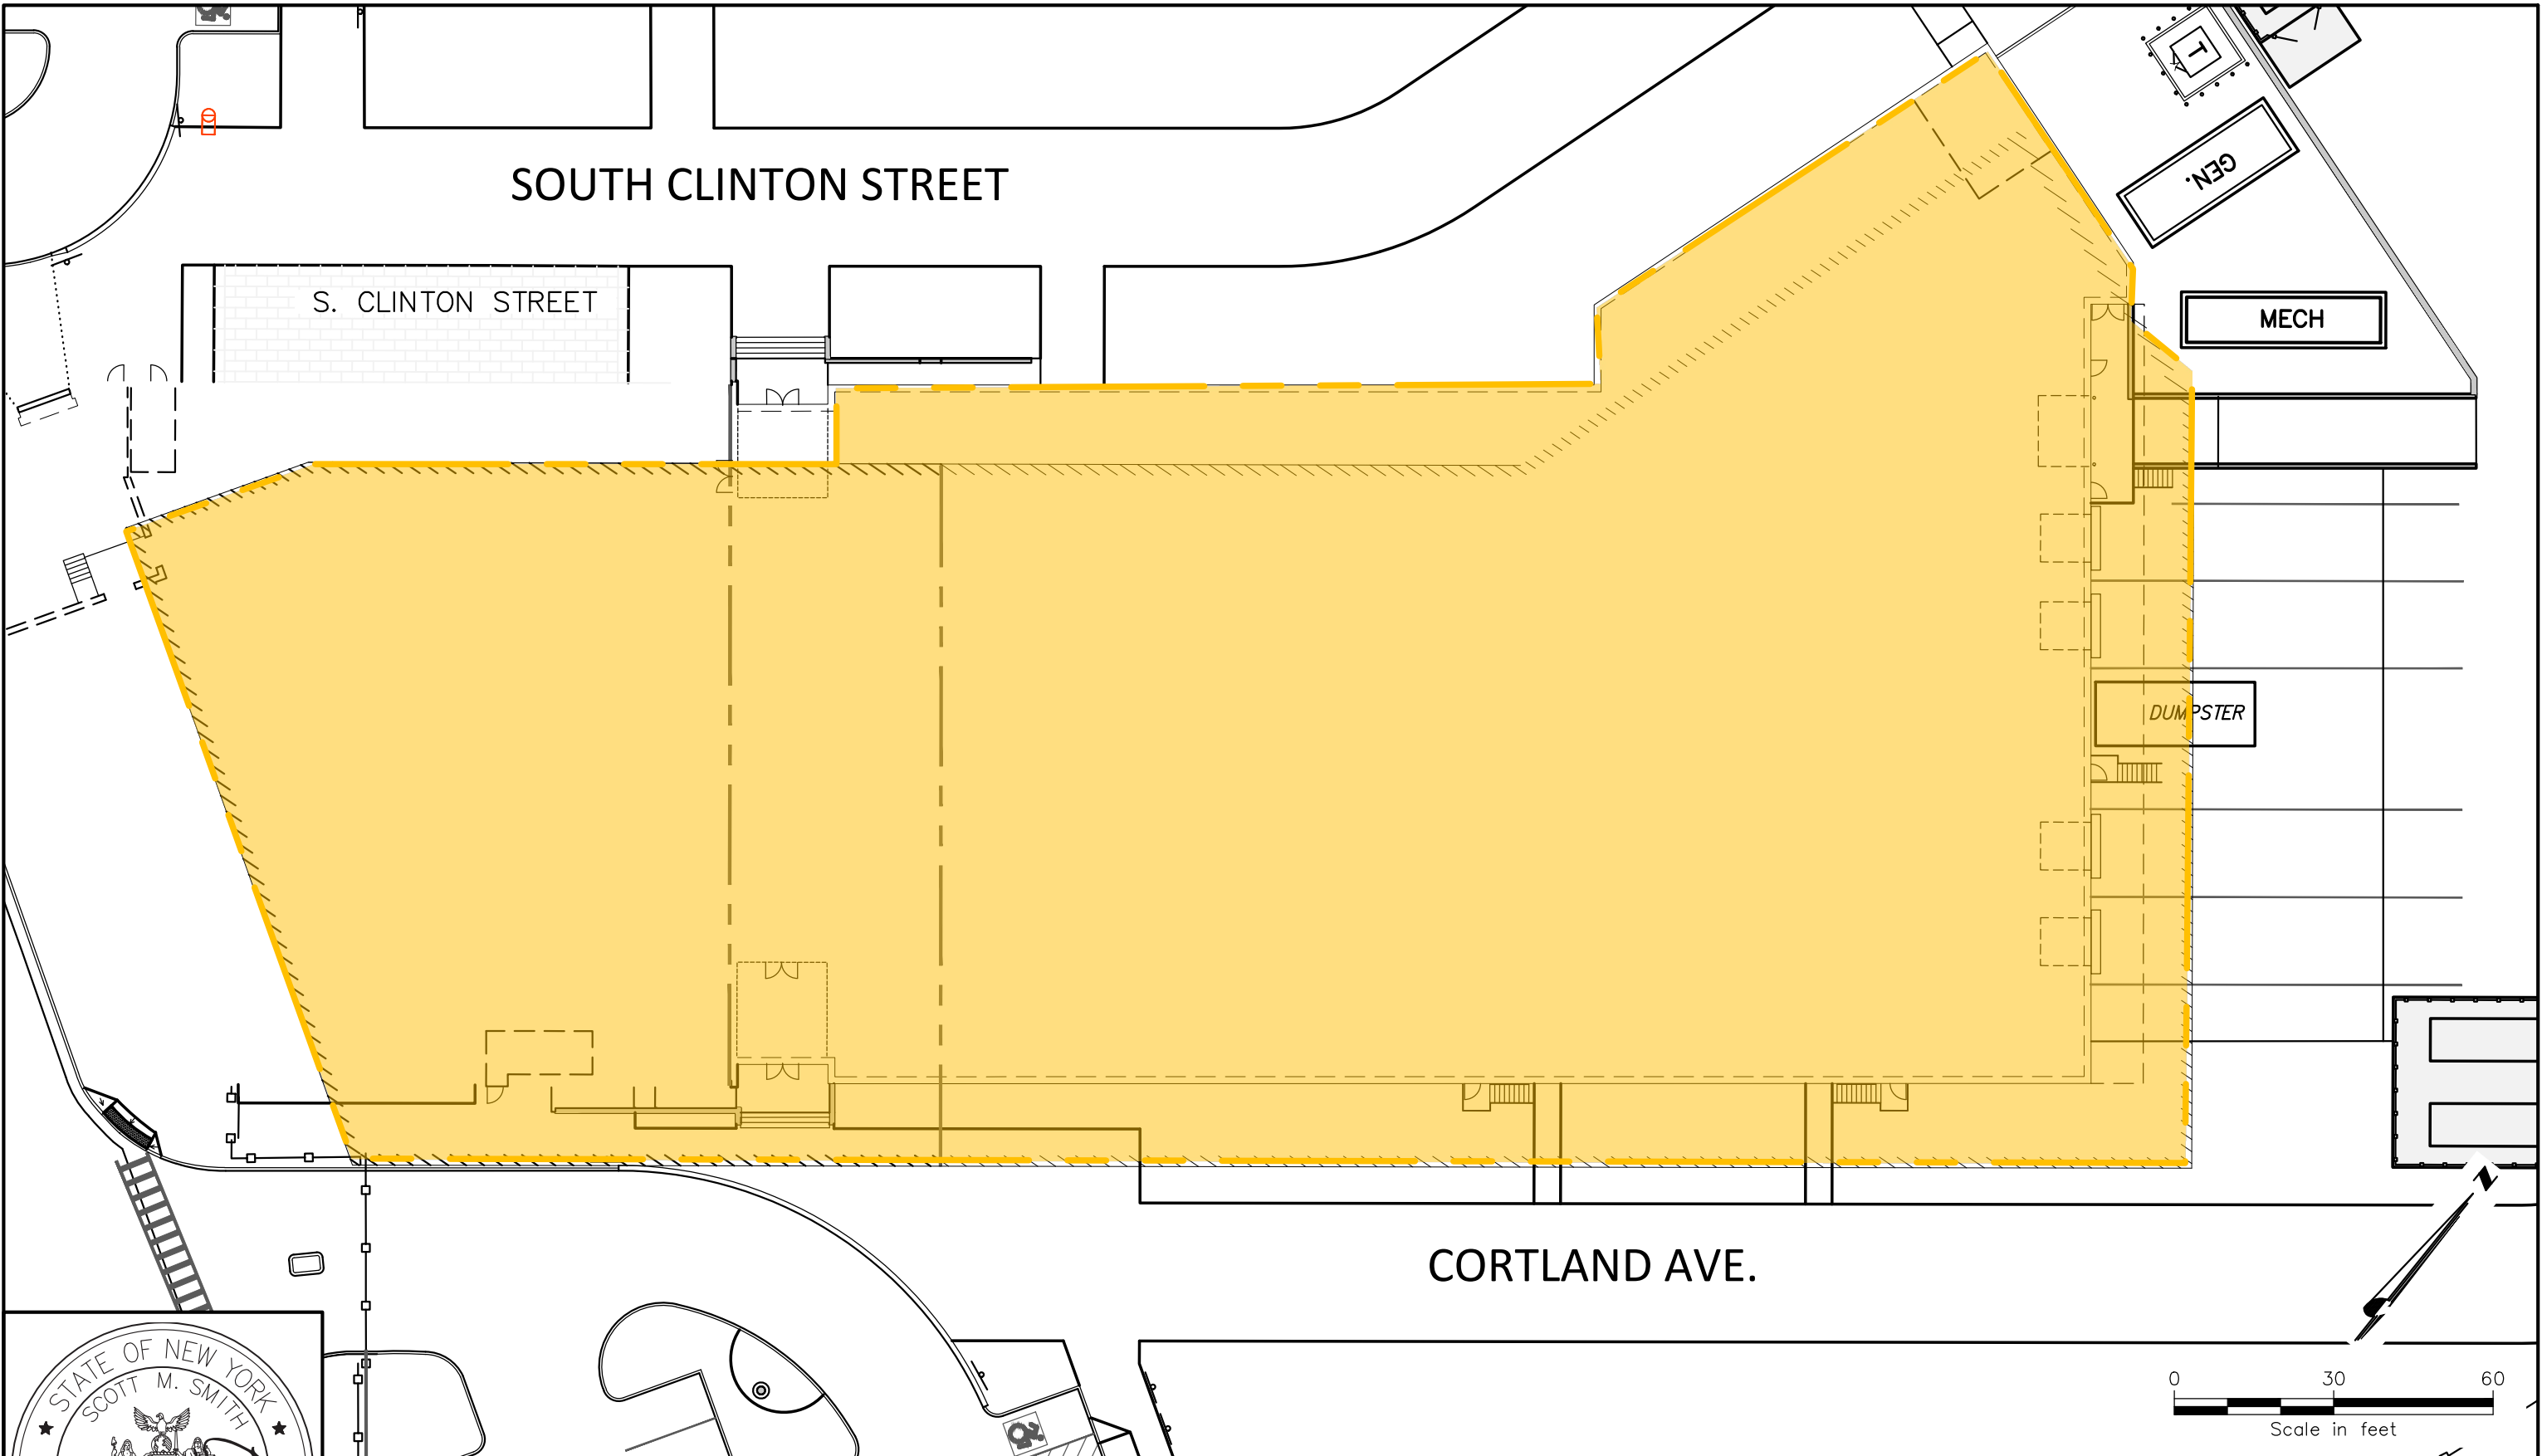 SOUTH CLINTON STREET
S. CLINTON STREET
T
GEN.
MECH
DUMPSTER
CORTLAND AVE.
N
0 30 60
Scale in feet
STATE OF NEW YORK
SCOTT M. SMITH